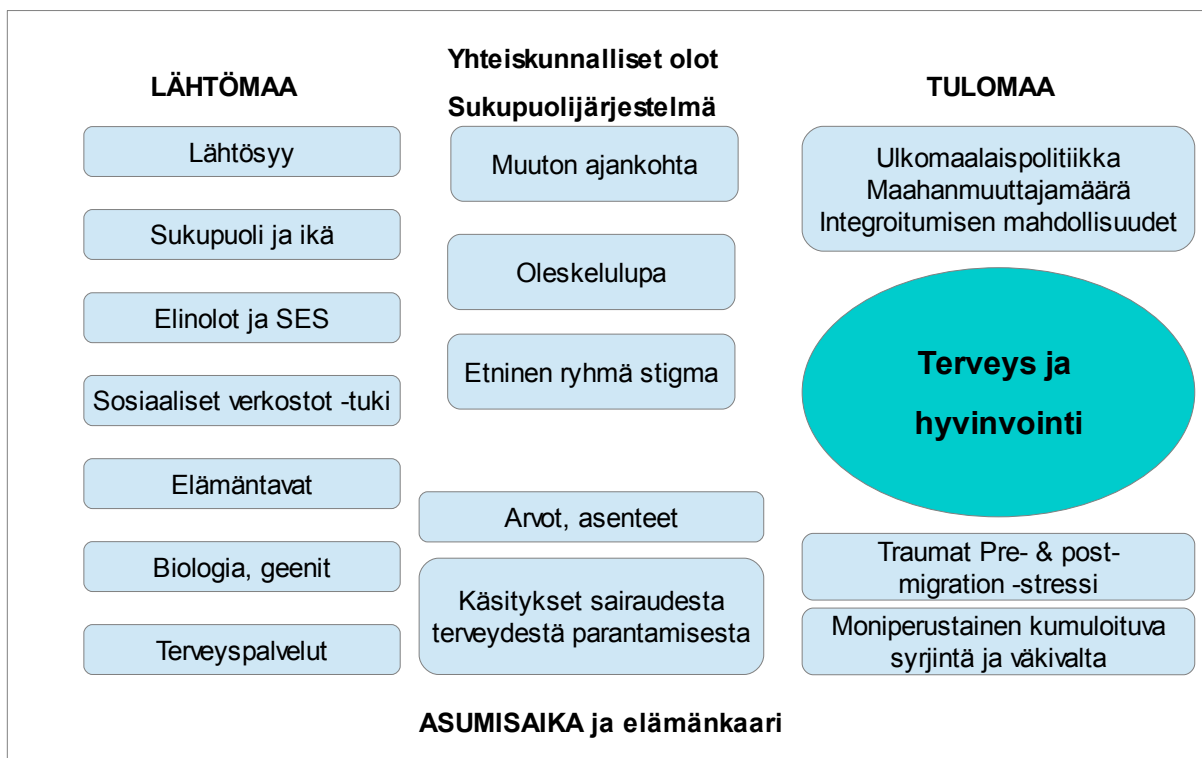 LÄHTÖMAA
Lähtösyy
Sukupuoli ja ikä
Elinolot ja SES
Sosiaaliset verkostot -tuki
Elämäntavat
Biologia, geenit
Terveyspalvelut
Yhteiskunnalliset olot
Sukupuolijärjestelmä
Muuton ajankohta
Oleskelulupa
Etninen ryhmä stigma
Arvot, asenteet
Käsitykset sairaudesta
terveydestä parantamisesta
TULOMAA
Ulkomaalaispolitiikka
Maahanmuuttajamäärä
Integroitumisen mahdollisuudet
Terveys ja
hyvinvointi
Traumat Pre- & post-
migration -stressi
Moniperustainen kumuloituva
syrjintä ja väkivalta
ASUMISAIKA ja elämänkaari